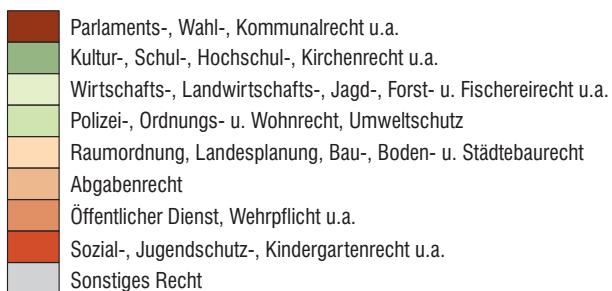 Parlaments-, Wahl-, Kommunalrecht u.a.
Kultur-, Schul-, Hochschul-, Kirchenrecht u.a.
Wirtschafts-, Landwirtschafts-, Jagd-, Forst- u. Fischereirecht u.a.
Polizei-, Ordnungs- u. Wohnrecht, Umweltschutz
Raumordnung, Landesplanung, Bau-, Boden- u. Städtebaurecht
Abgabenrecht
Öffentlicher Dienst, Wehrpflicht u.a.
Sozial-, Jugendschutz-, Kindergartenrecht u.a.
Sonstiges Recht